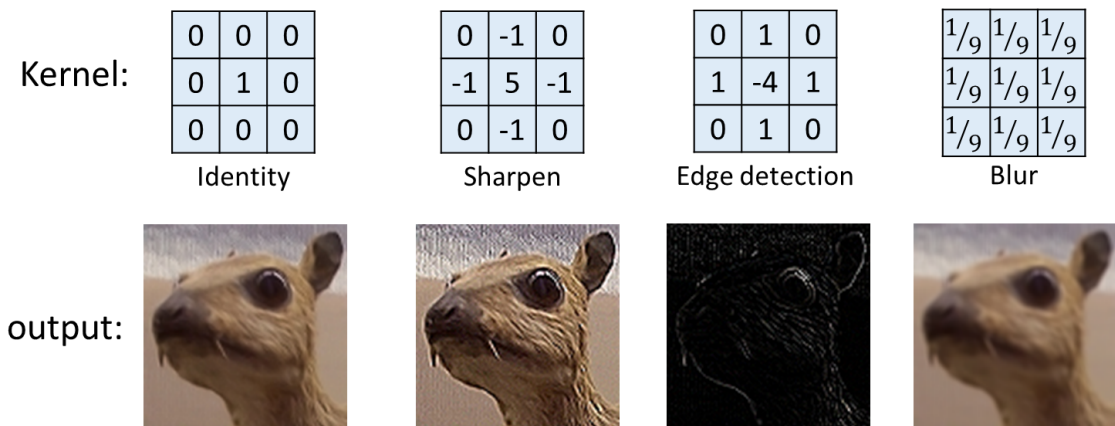 Kernel:
0 0 0
0 1 0
0 0 0
Identity
0 -1 0
-1 5 -1
0 -1 0
Sharpen
0 1 0
1 -4 1
0 1 0
Edge detection
1/9 1/9 1/9
1/9 1/9 1/9
1/9 1/9 1/9
Blur
output: